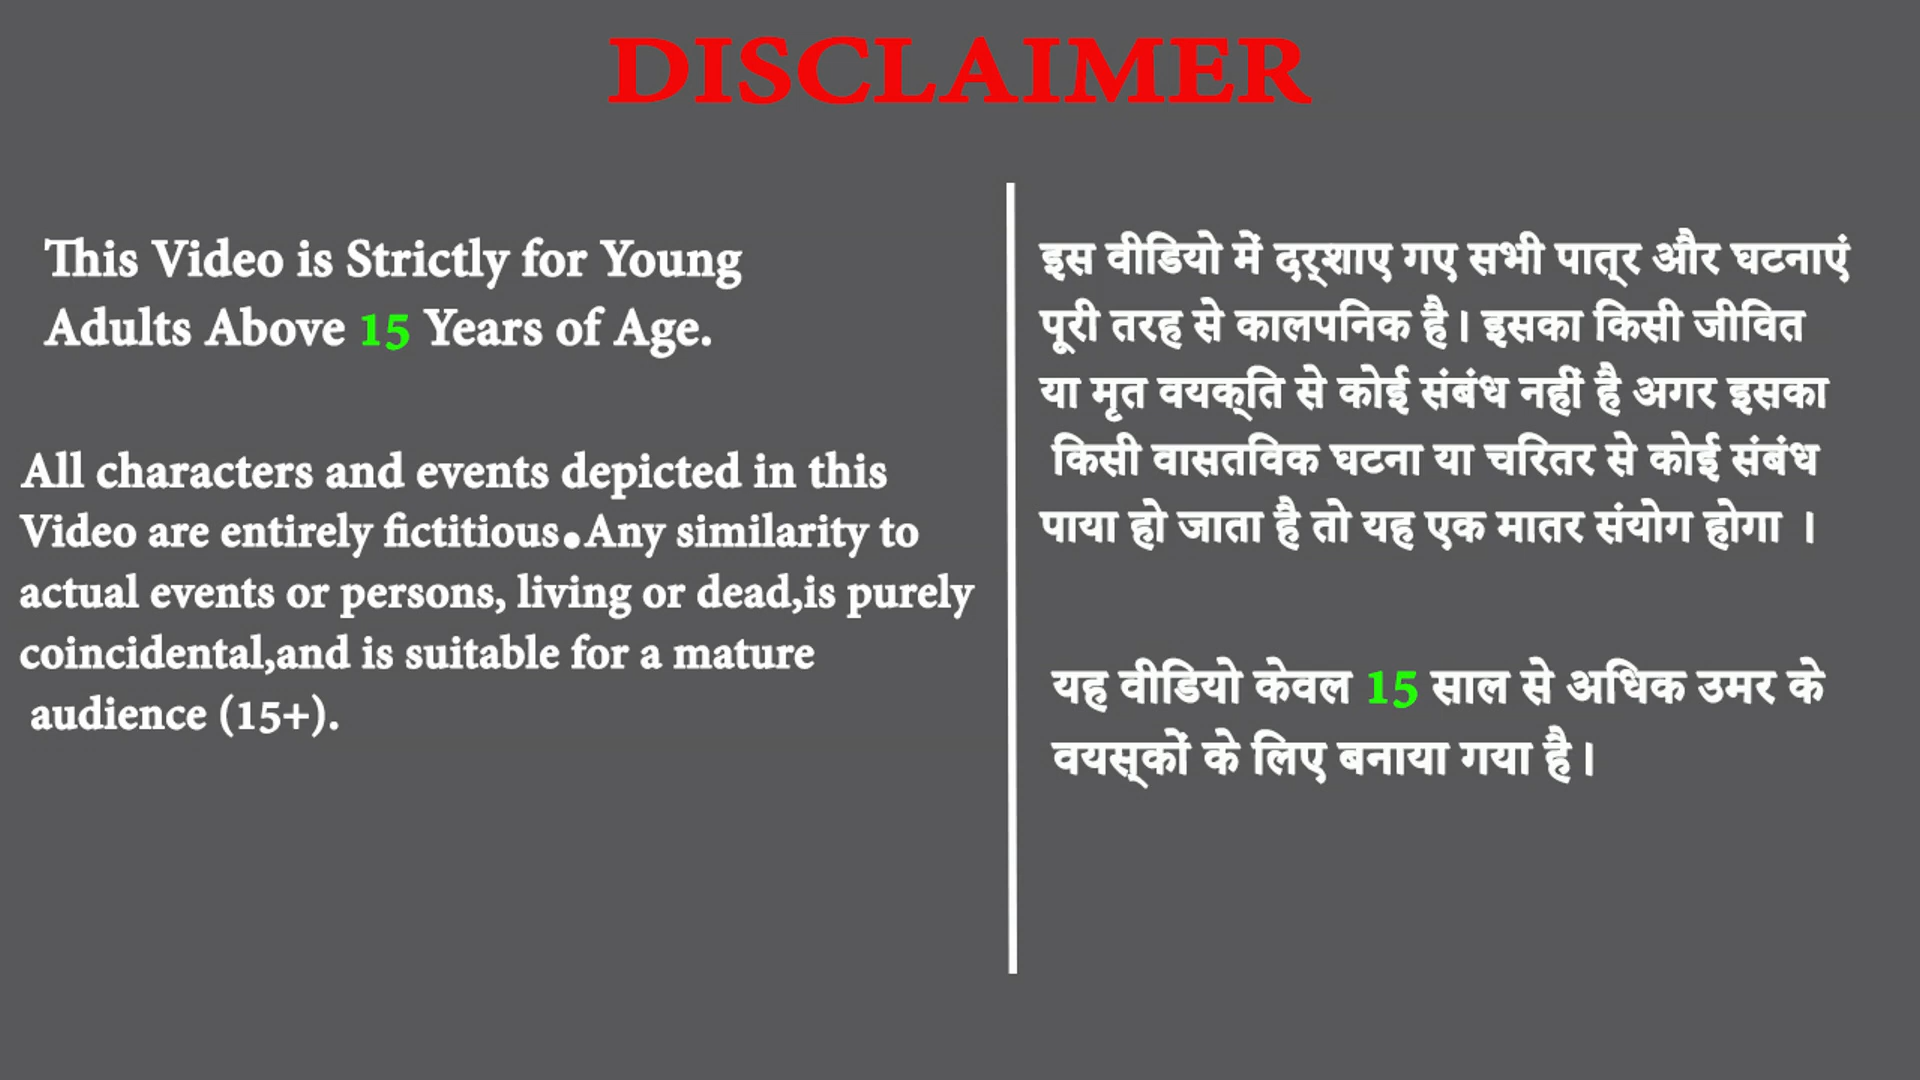 DISCLAIMER
This Video is Strictly for Young
Adults Above 15 Years of Age.
All characters and events depicted in this
Video are entirely fictitious.Any similarity to
actual events or persons, living or dead,is purely
coincidental,and is suitable for a mature
audience (15+).
इस वीडियो में दर्‌शाए गए सभी पात्‌र और घटनाएं
पूरी तरह से कालपनिक है। इसका किसी जीवित
या मृत वयक्‌ति से कोई संबंध नहीं है अगर इसका
किसी वासतविक घटना या चरितर से कोई संबंध
पाया हो जाता है तो यह एक मातर संयोग होगा ।
यह वीडियो केवल 15 साल से अधिक उमर के
वयस्‌कों के लिए बनाया गया है।